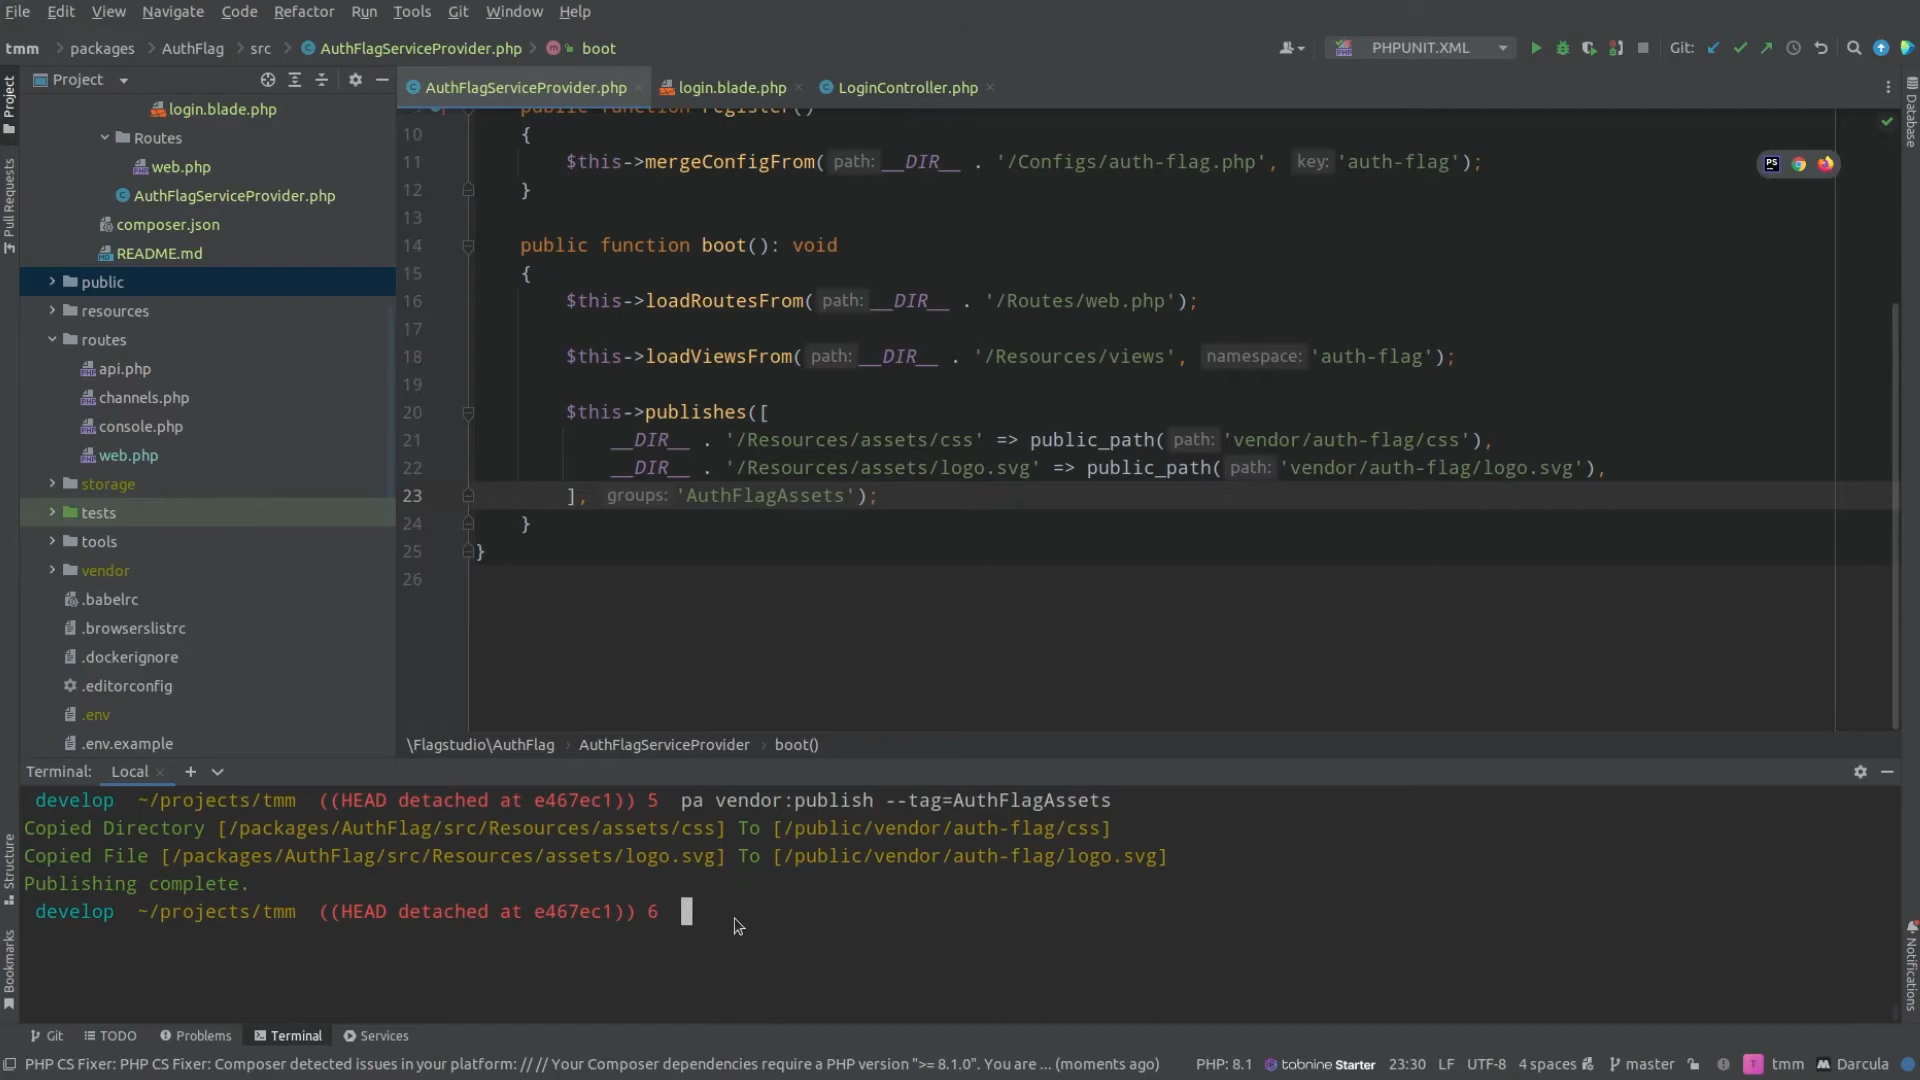 File Edit View Navigate Code Refactor Run Tools Git Window Help
tmm packages AuthFlag src AuthFlagServiceProvider.php boot PHPUNIT.XML Git:
Project
AuthFlagServiceProvider.php login.blade.php LoginController.php
login.blade.php
Routes
web.php
AuthFlagServiceProvider.php
composer.json
README.md
public
resources
routes
api.php
channels.php
console.php
web.php
storage
tests
tools
vendor
.babelrc
.browserslistrc
.dockerignore
.editorconfig
.env
.env.example
public function register()
10 {
11 $this->mergeConfigFrom( path: __DIR__ . '/Configs/auth-flag.php', key: 'auth-flag');
12 }
13
14 public function boot(): void
15 {
16 $this->loadRoutesFrom( path: __DIR__ . '/Routes/web.php');
17
18 $this->loadViewsFrom( path: __DIR__ . '/Resources/views', namespace: 'auth-flag');
19
20 $this->publishes([
21 __DIR__ . '/Resources/assets/css' => public_path( path: 'vendor/auth-flag/css'),
22 __DIR__ . '/Resources/assets/logo.svg' => public_path( path: 'vendor/auth-flag/logo.svg'),
23 ], groups: 'AuthFlagAssets');
24 }
25 }
26
\Flagstudio\AuthFlag AuthFlagServiceProvider boot()
Terminal: Local
develop ~/projects/tmm ((HEAD detached at e467ec1)) 5 pa vendor:publish --tag=AuthFlagAssets
Copied Directory [/packages/AuthFlag/src/Resources/assets/css] To [/public/vendor/auth-flag/css]
Copied File [/packages/AuthFlag/src/Resources/assets/logo.svg] To [/public/vendor/auth-flag/logo.svg]
Publishing complete.
develop ~/projects/tmm ((HEAD detached at e467ec1)) 6
Git TODO Problems Terminal Services
PHP CS Fixer: PHP CS Fixer: Composer detected issues in your platform: // // Your Composer dependencies require a PHP version ">= 8.1.0". You are ... (moments ago) PHP: 8.1 tabnine Starter 23:30 LF UTF-8 4 spaces master tmm Darcula
Project
Pull Requests
Structure
Bookmarks
PS
Database
Notifications